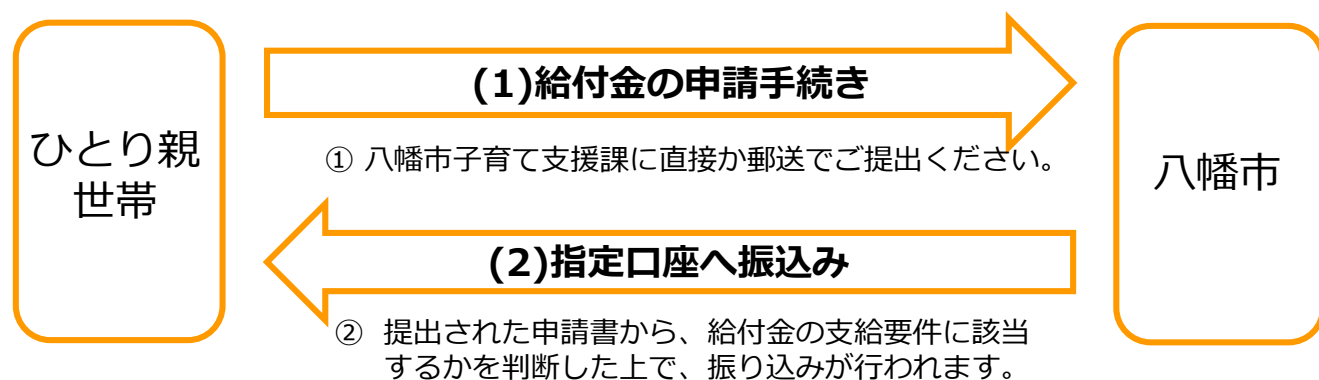 ひとり親
世帯
(1)給付金の申請手続き
① 八幡市子育て支援課に直接か郵送でご提出ください。
(2)指定口座へ振込み
② 提出された申請書から、給付金の支給要件に該当
するかを判断した上で、振り込みが行われます。
八幡市